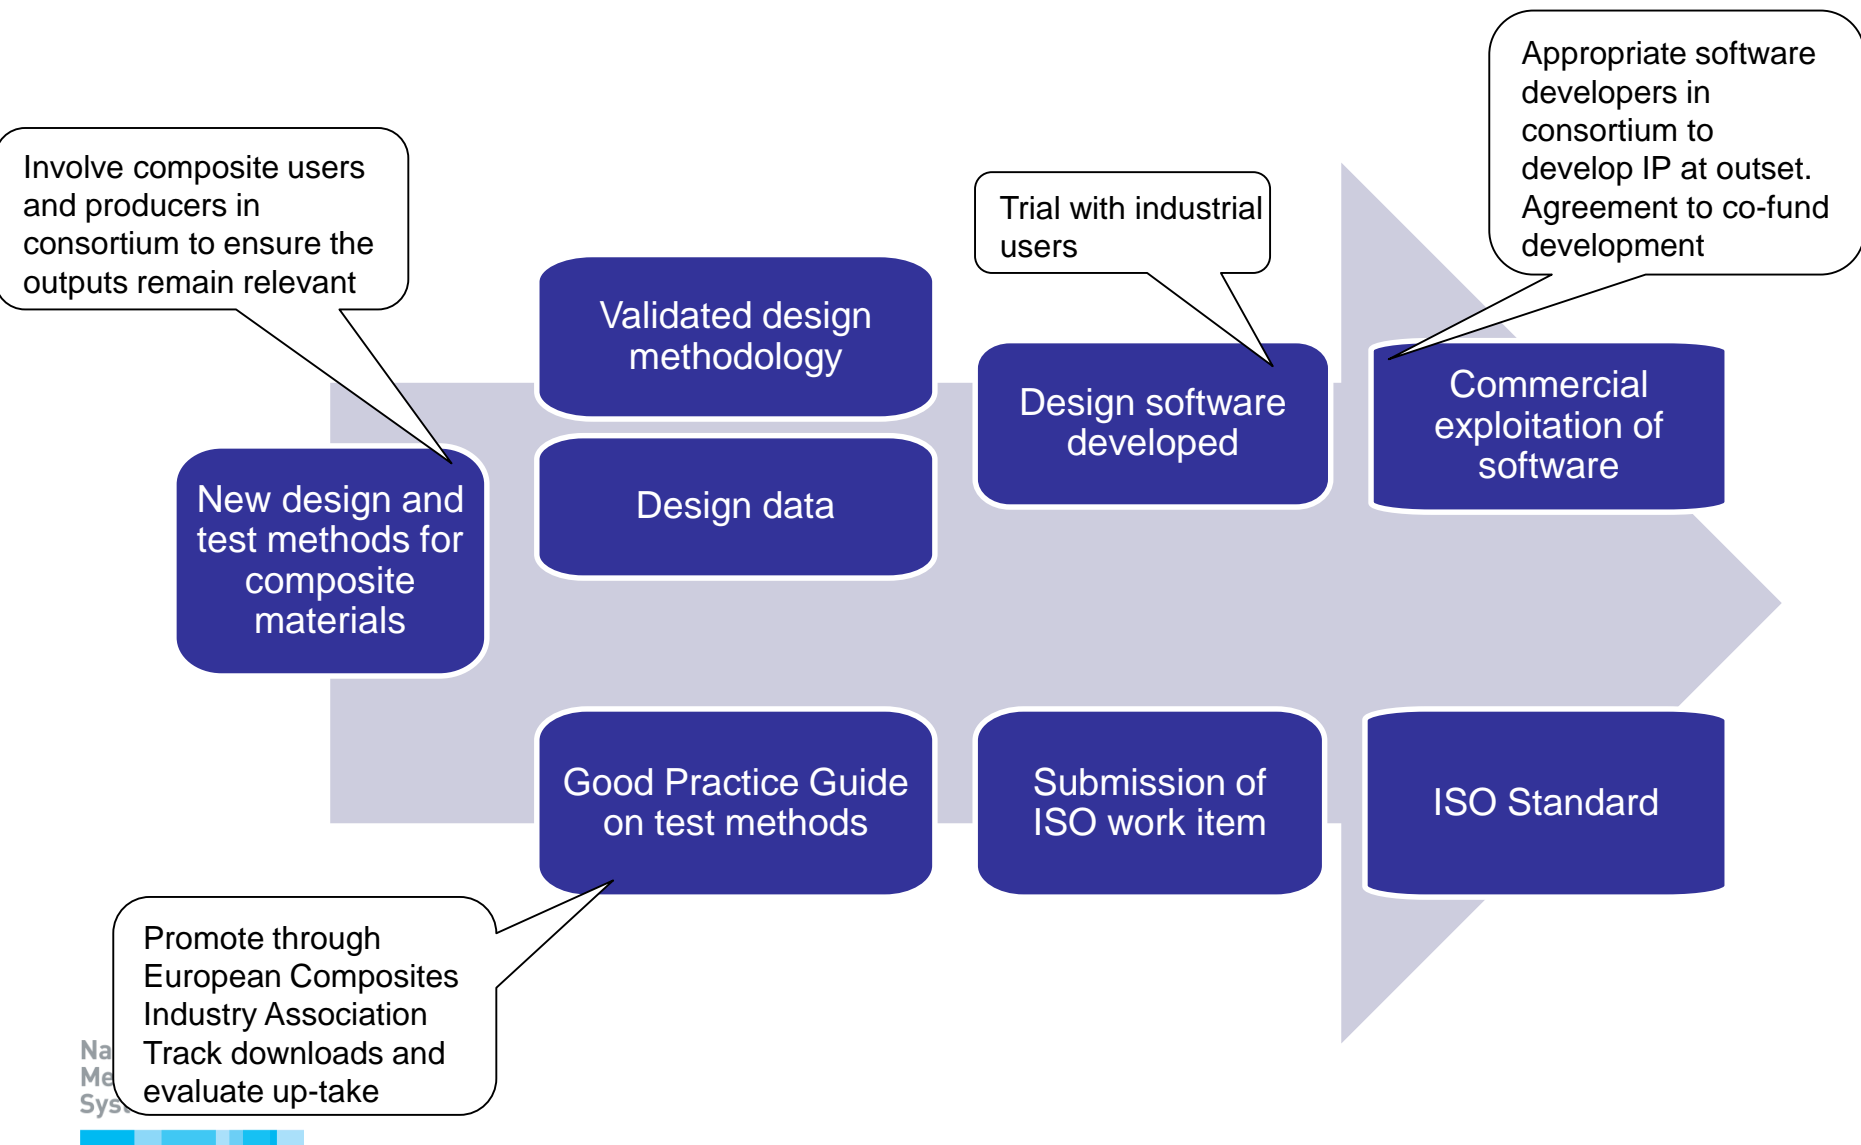 Appropriate software
developers in
consortium to
develop IP at outset.
Agreement to co-fund
development
Involve composite users
and producers in
consortium to ensure the
outputs remain relevant
Trial with industrial
users
Validated design
methodology
Design data
Design software
developed
Commercial
exploitation of
software
New design and
test methods for
composite
materials
Good Practice Guide
on test methods
Submission of
ISO work item
ISO Standard
Promote through
European Composites
Industry Association
Track downloads and
evaluate up-take